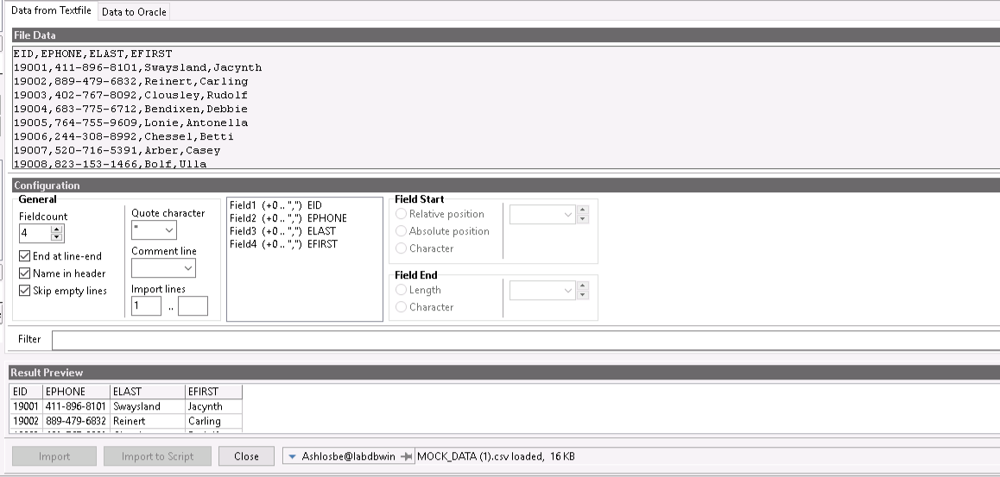 Data from Textfile Data to Oracle
File Data
EID,EPHONE,ELAST,EFIRST
19001,411-896-8101,Swaysland,Jacynth
19002,889-479-6832,Reinert,Carling
19003,402-767-8092,Clousley,Rudolf
19004,683-775-6712,Bendixen,Debbie
19005,764-755-9609,Lonie,Antonella
19006,244-308-8992,Chessel,Betti
19007,520-716-5391,Arber,Casey
19008,823-153-1466,Bolf,Ulla
Configuration
General
Fieldcount
4
End at line-end
Name in header
Skip empty lines
Quote character
"
Comment line
Import lines
1 ..
Field1 (+0.. ",") EID
Field2 (+0.. ",") EPHONE
Field3 (+0.. ",") ELAST
Field4 (+0.. ",") EFIRST
Field Start
Relative position
Absolute position
Character
Field End
Length
Character
Filter
Result Preview
EID EPHONE ELAST EFIRST
19001 411-896-8101 Swaysland Jacynth
19002 889-479-6832 Reinert Carling
Import Import to Script Close Ashlosbe@labdbwin MOCK_DATA (1).csv loaded, 16 KB